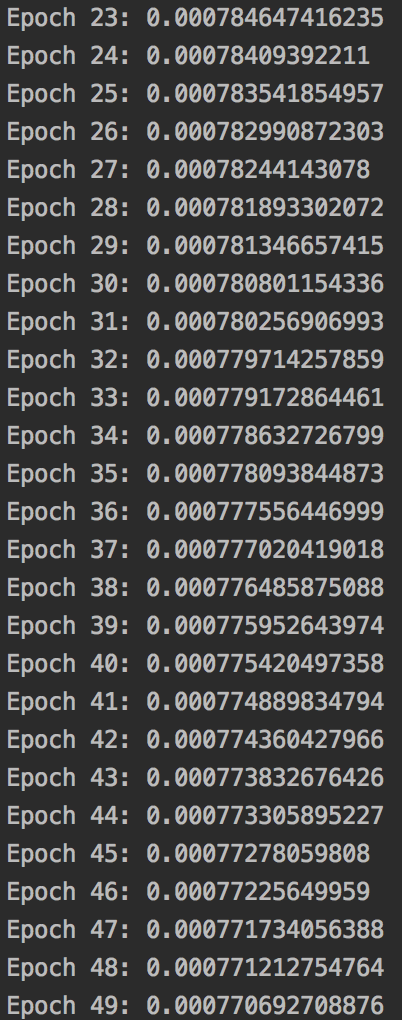 Epoch 23: 0.000784647416235
Epoch 24: 0.00078409392211
Epoch 25: 0.000783541854957
Epoch 26: 0.000782990872303
Epoch 27: 0.00078244143078
Epoch 28: 0.000781893302072
Epoch 29: 0.000781346657415
Epoch 30: 0.000780801154336
Epoch 31: 0.000780256906993
Epoch 32: 0.000779714257859
Epoch 33: 0.000779172864461
Epoch 34: 0.000778632726799
Epoch 35: 0.000778093844873
Epoch 36: 0.000777556446999
Epoch 37: 0.000777020419018
Epoch 38: 0.000776485875088
Epoch 39: 0.000775952643974
Epoch 40: 0.000775420497358
Epoch 41: 0.000774889834794
Epoch 42: 0.000774360427966
Epoch 43: 0.000773832676426
Epoch 44: 0.000773305895227
Epoch 45: 0.00077278059808
Epoch 46: 0.00077225649959
Epoch 47: 0.000771734056388
Epoch 48: 0.000771212754764
Epoch 49: 0.000770692708876